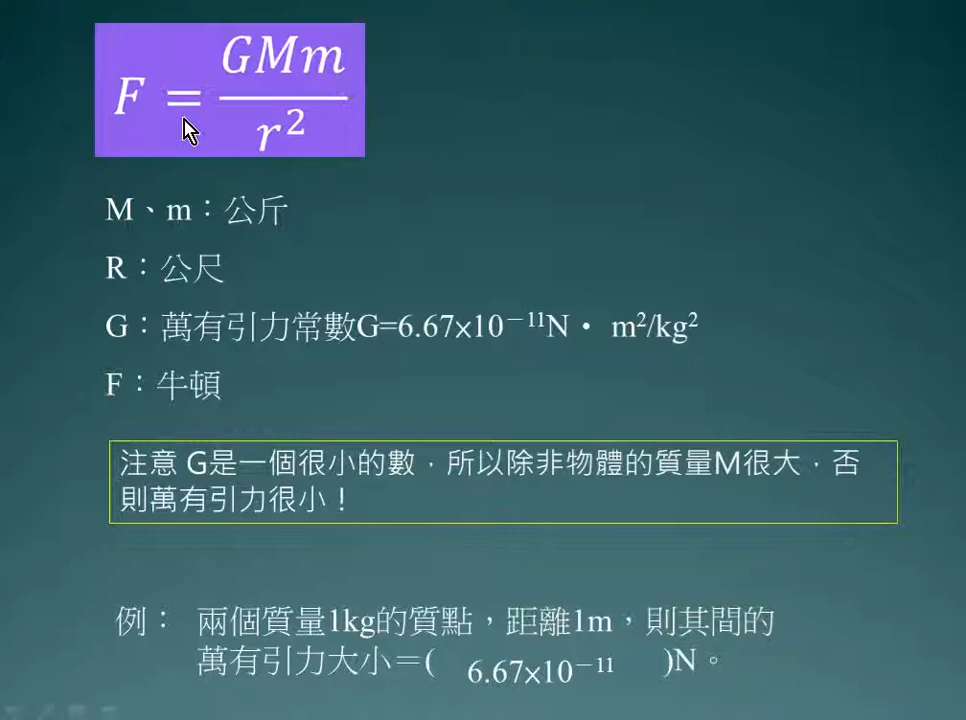 F = GMm / r²
M、m：公斤
R：公尺
G：萬有引力常數G=6.67×10⁻¹¹N・ m²/kg²
F：牛頓
注意 G是一個很小的數，所以除非物體的質量M很大，否
則萬有引力很小！
例： 兩個質量1kg的質點，距離1m，則其間的
萬有引力大小＝( 6.67×10⁻¹¹ )N。